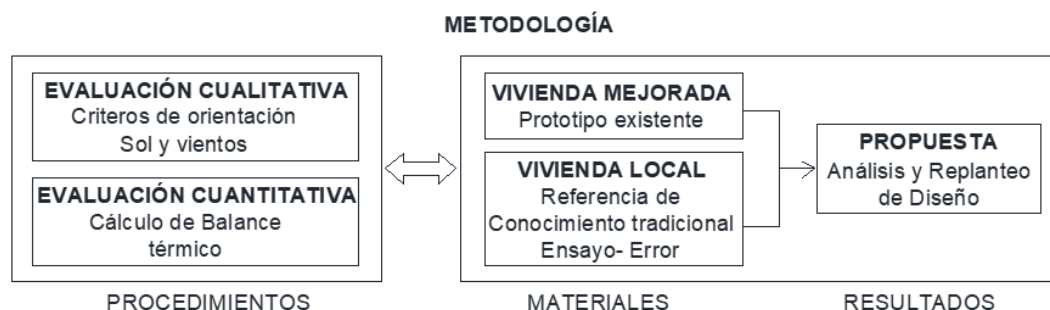 METODOLOGÍA
EVALUACIÓN CUALITATIVA
Criteros de orientación
Sol y vientos
EVALUACIÓN CUANTITATIVA
Cálculo de Balance
térmico
VIVIENDA MEJORADA
Prototipo existente
VIVIENDA LOCAL
Referencia de
Conocimiento tradicional
Ensayo- Error
PROPUESTA
Análisis y Replanteo
de Diseño
PROCEDIMIENTOS
MATERIALES
RESULTADOS